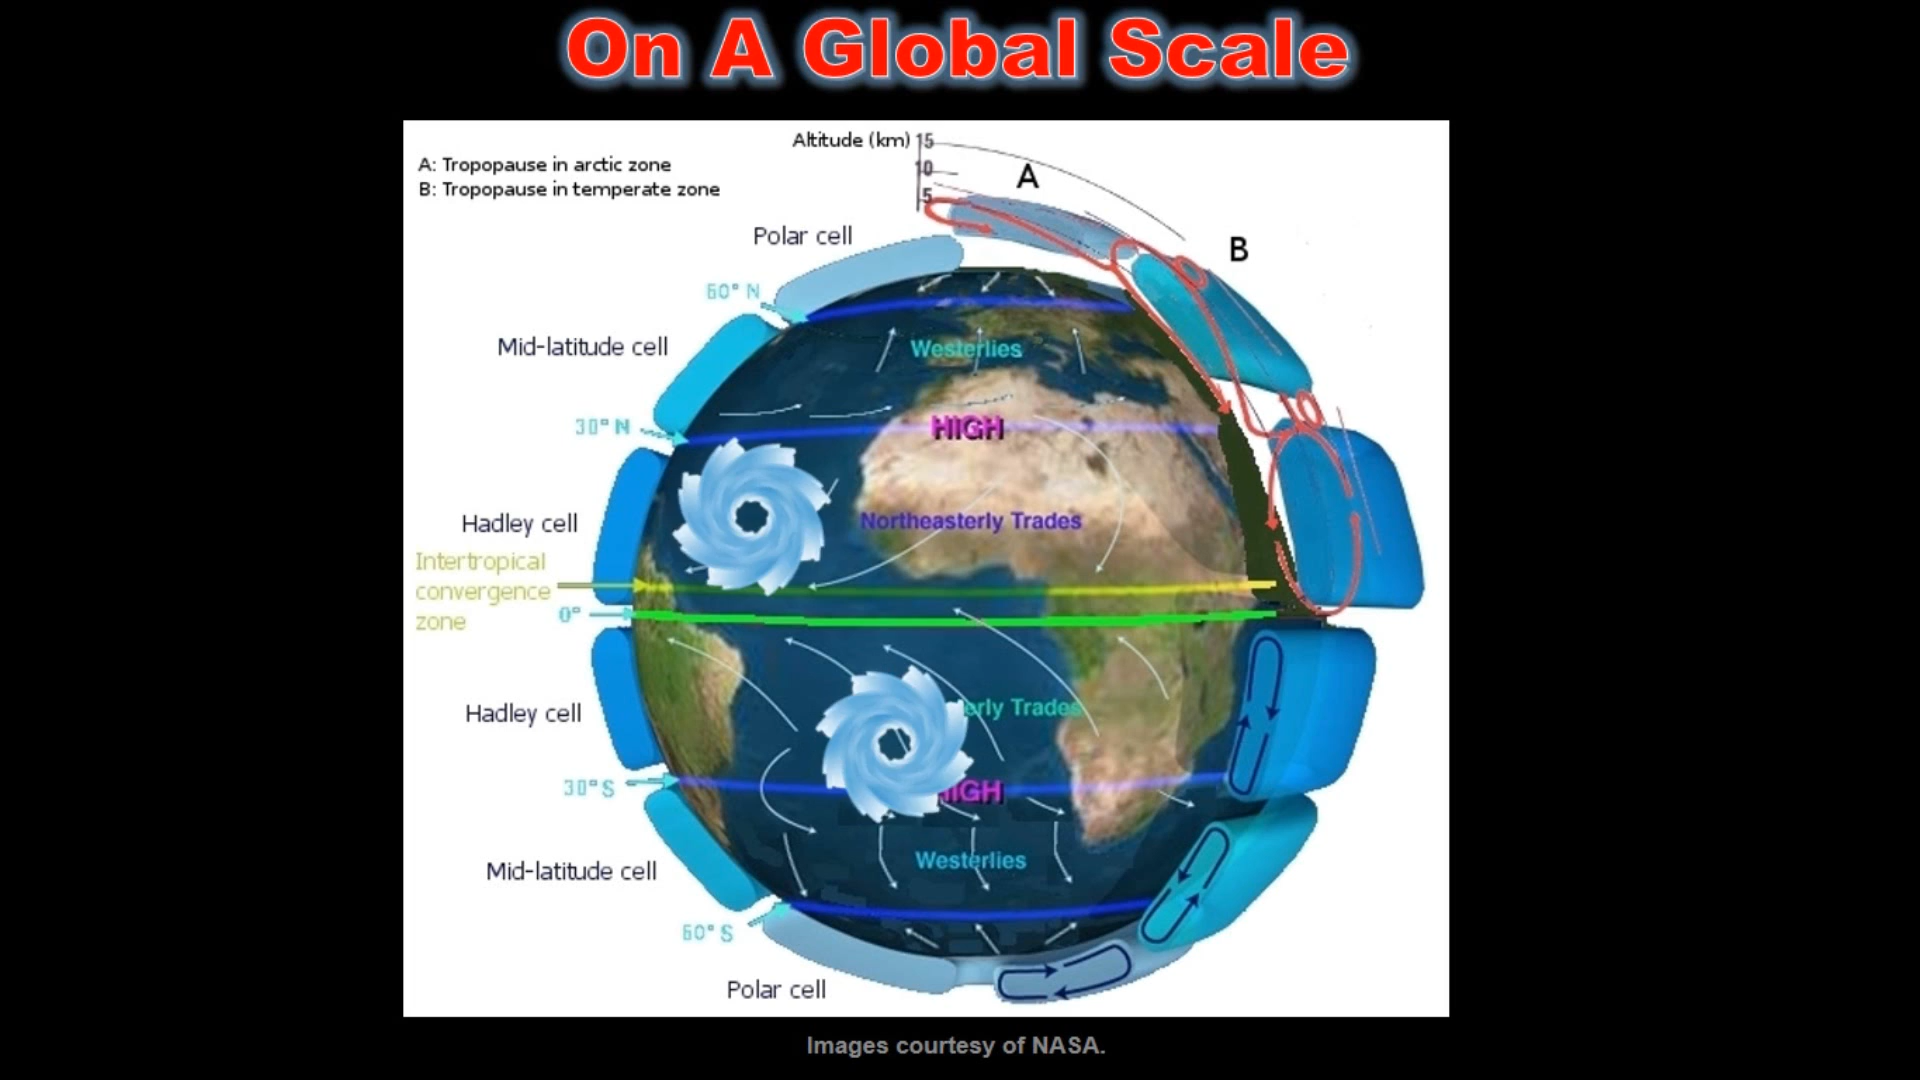 On A Global Scale
Altitude (km)
15
10
5
A: Tropopause in arctic zone
B: Tropopause in temperate zone
A
B
Polar cell
60° N
Mid-latitude cell
Westerlies
30° N
HIGH
Hadley cell
Northeasterly Trades
Intertropical
convergence
zone
0°
Hadley cell
erly Trades
30° S
HIGH
Mid-latitude cell
Westerlies
60° S
Polar cell
Images courtesy of NASA.